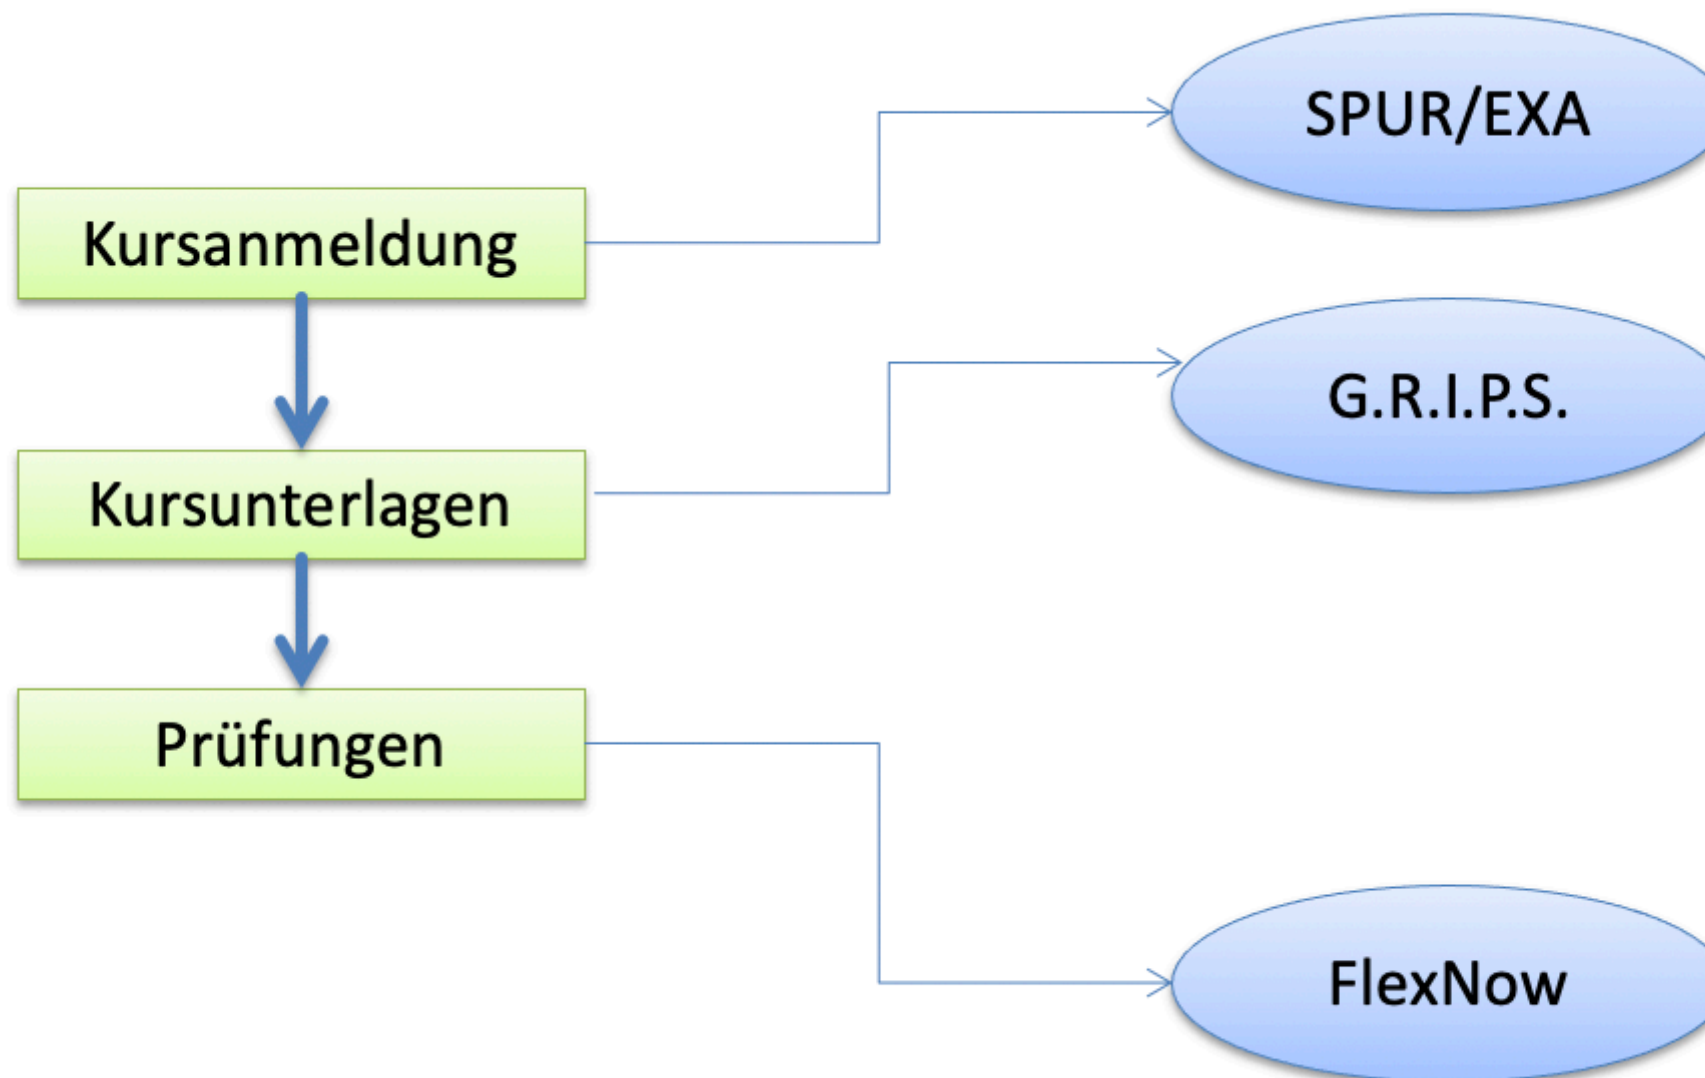 SPUR/EXA
Kursanmeldung
G.R.I.P.S.
Kursunterlagen
Prüfungen
FlexNow